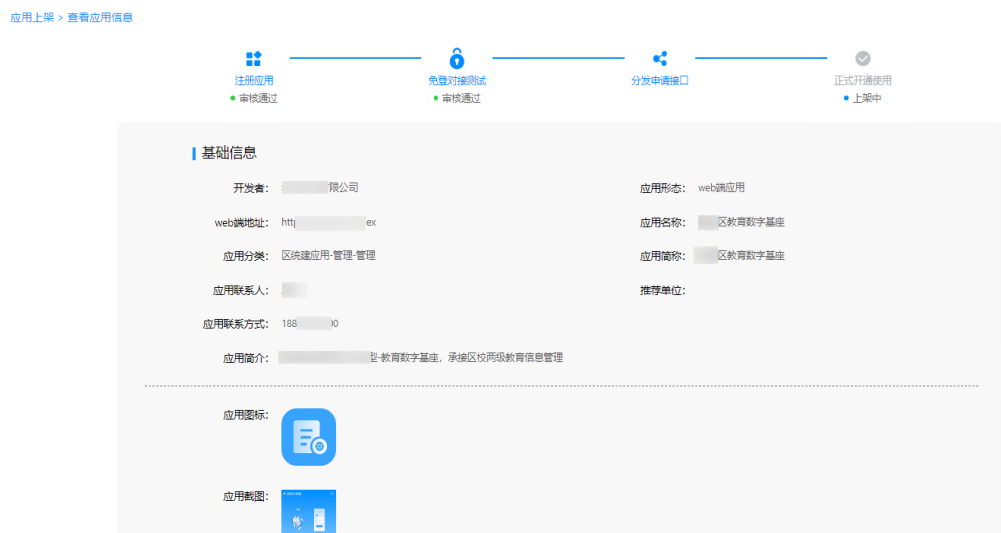 应用上架 > 查看应用信息
注册应用 免登对接测试 分发申请接口 正式开通使用
审核通过 审核通过 上架中
基础信息
开发者： 限公司 应用形态： web端应用
web端地址： http ex 应用名称： 区教育数字基座
应用分类： 区统建应用-管理-管理 应用简称： 区教育数字基座
应用联系人： 推荐单位：
应用联系方式： 188 00
应用简介： 型-教育数字基座，承接区校两级教育信息管理
应用图标：
应用截图：